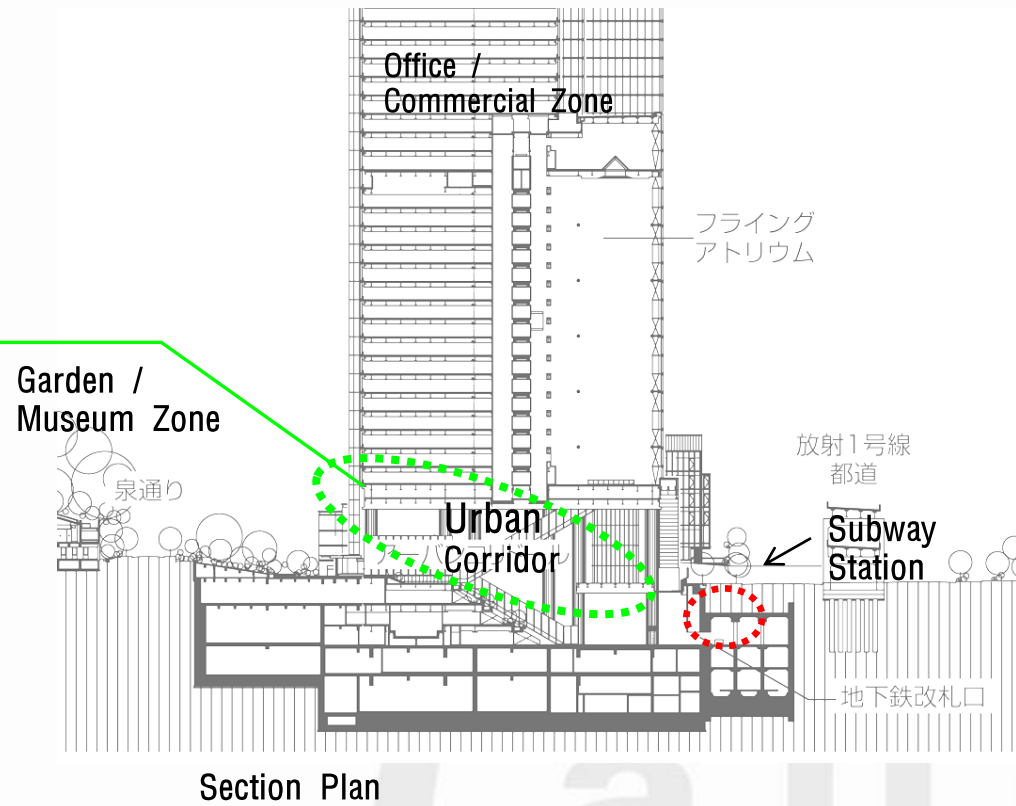 Office /
Commercial Zone
フライング
アトリウム
Garden /
Museum Zone
放射1号線
都道
泉通り
Urban
Corridor
Subway
Station
地下鉄改札口
Section Plan